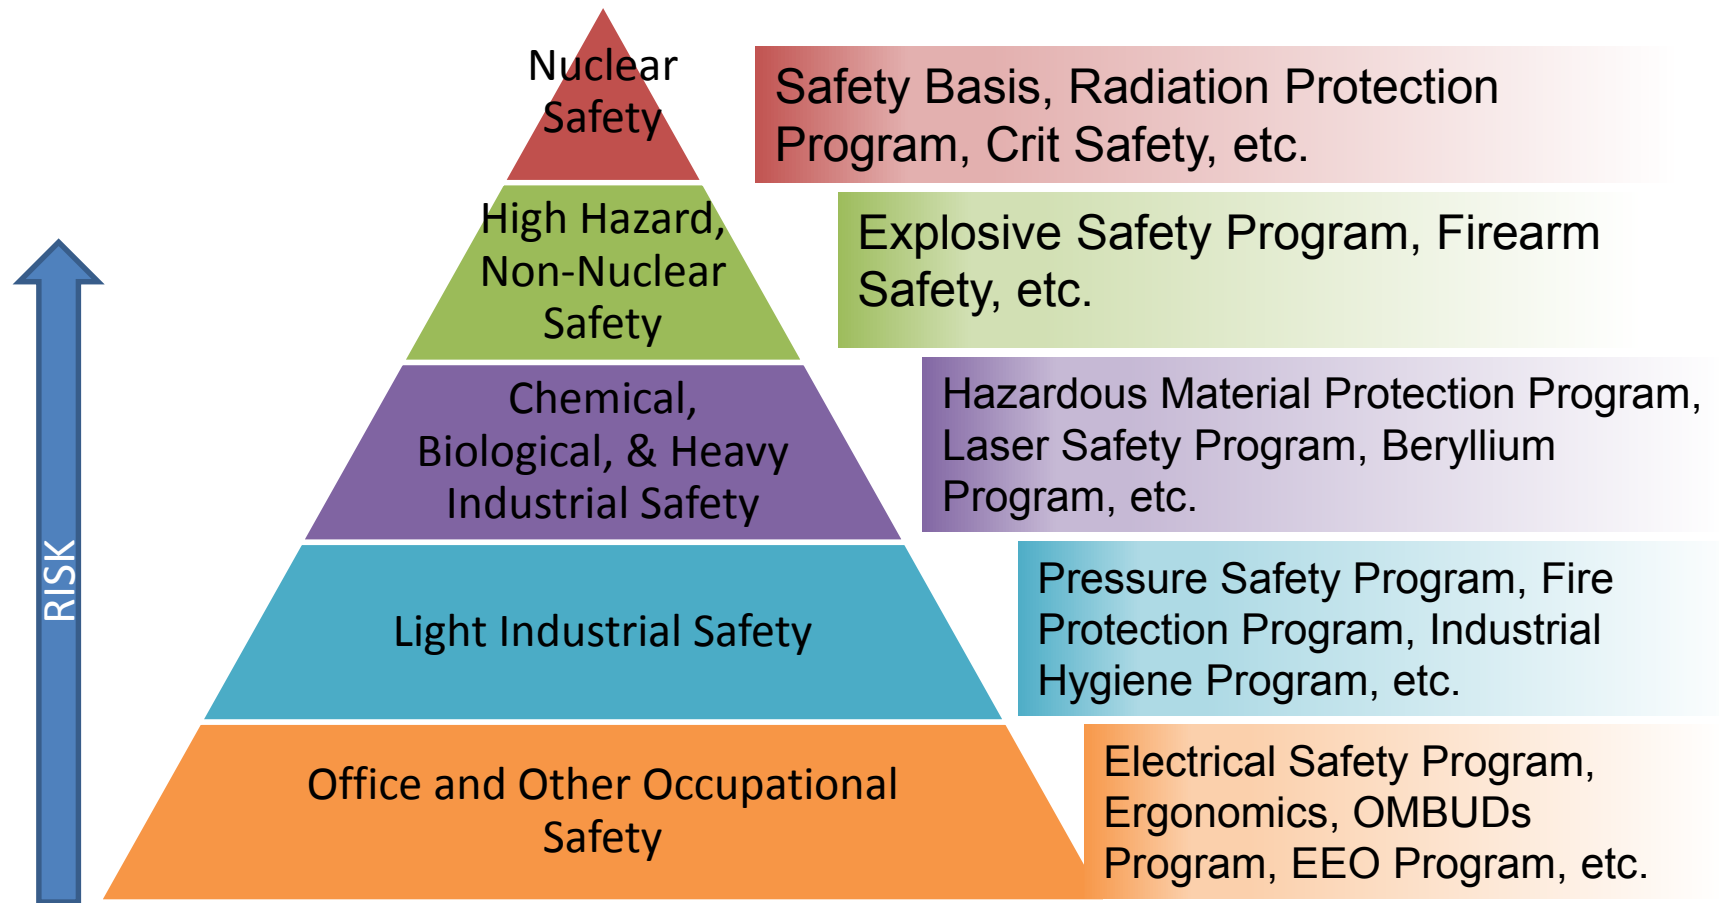 Nuclear
Safety
Safety Basis, Radiation Protection
Program, Crit Safety, etc.
High Hazard,
Non-Nuclear
Safety
Explosive Safety Program, Firearm
Safety, etc.
Chemical,
Biological, & Heavy
Industrial Safety
Hazardous Material Protection Program,
Laser Safety Program, Beryllium
Program, etc.
RISK
Light Industrial Safety
Pressure Safety Program, Fire
Protection Program, Industrial
Hygiene Program, etc.
Office and Other Occupational
Safety
Electrical Safety Program,
Ergonomics, OMBUDs
Program, EEO Program, etc.